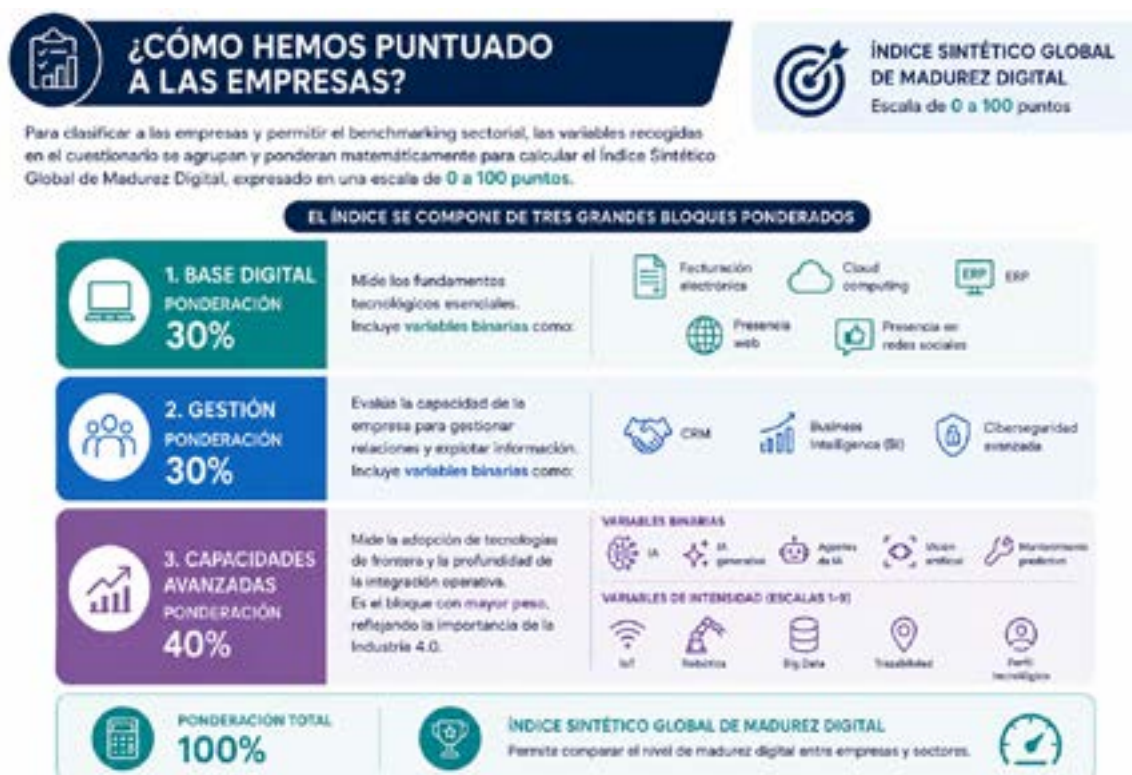 ¿CÓMO HEMOS PUNTUADO
A LAS EMPRESAS?
ÍNDICE SINTÉTICO GLOBAL
DE MADUREZ DIGITAL
Escala de 0 a 100 puntos
Para clasificar a las empresas y permitir el benchmarking sectorial, las variables recogidas
en el cuestionario se agrupan y ponderan matemáticamente para calcular el Índice Sintético
Global de Madurez Digital, expresado en una escala de 0 a 100 puntos.
EL ÍNDICE SE COMPONE DE TRES GRANDES BLOQUES PONDERADOS
1. BASE DIGITAL
PONDERACIÓN
30%
Mide los fundamentos
tecnológicos esenciales.
Incluye variables binarias como:
Facturación
electrónica
Cloud
computing
ERP
ERP
Presencia
web
Presencia en
redes sociales
2. GESTIÓN
PONDERACIÓN
30%
Evalúa la capacidad de la
empresa para gestionar
relaciones y explotar información.
Incluye variables binarias como:
CRM
Business
Intelligence (BI)
Ciberseguridad
avanzada
3. CAPACIDADES
AVANZADAS
PONDERACIÓN
40%
Mide la adopción de tecnologías
de frontera y la profundidad de
la integración operativa.
Es el bloque con mayor peso,
reflejando la importancia de la
Industria 4.0.
VARIABLES BINARIAS
IA
IA
generativa
Agentes
de IA
Visión
artificial
Mantenimiento
predictivo
VARIABLES DE INTENSIDAD (ESCALAS 1-9)
IoT
Robótica
Big Data
Trazabilidad
Perfil
tecnológico
PONDERACIÓN TOTAL
100%
ÍNDICE SINTÉTICO GLOBAL DE MADUREZ DIGITAL
Permite comparar el nivel de madurez digital entre empresas y sectores.